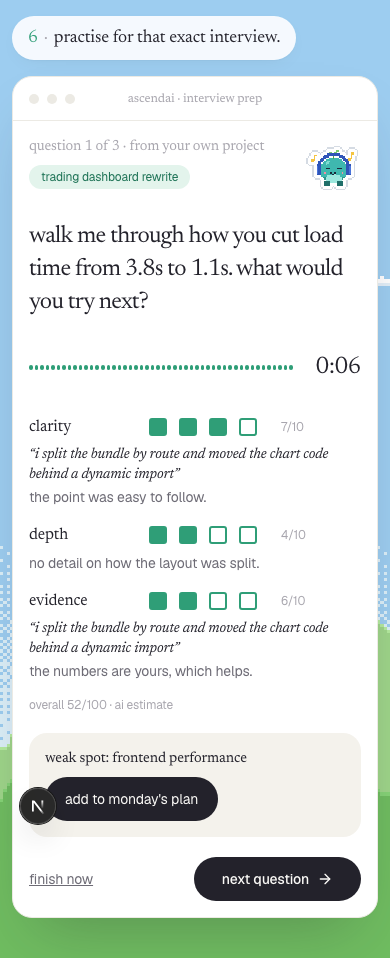 6 · practise for that exact interview.
ascendai · interview prep
question 1 of 3 · from your own project
trading dashboard rewrite
walk me through how you cut load
time from 3.8s to 1.1s. what would
you try next?
0:06
clarity 7/10
“i split the bundle by route and moved the chart code
behind a dynamic import”
the point was easy to follow.
depth 4/10
no detail on how the layout was split.
evidence 6/10
“i split the bundle by route and moved the chart code
behind a dynamic import”
the numbers are yours, which helps.
overall 52/100 · ai estimate
weak spot: frontend performance
N add to monday's plan
finish now next question →